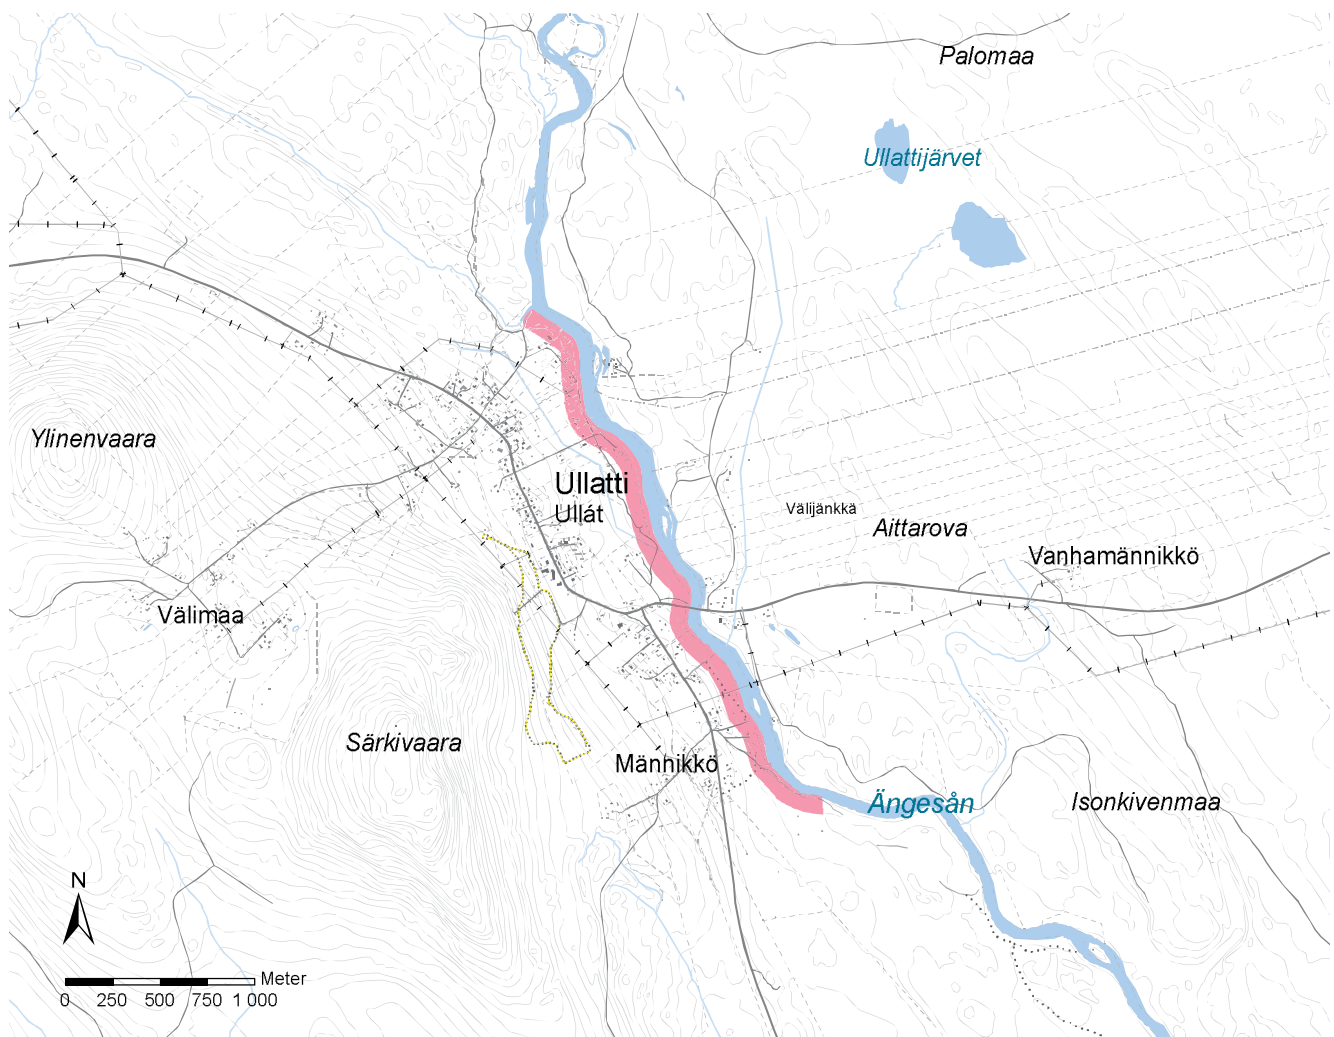 Palomaa
Ullattijärvet
Ylinenvaara
Ullatti
Ullát
Välijänkkä
Aittarova
Vanhamännikkö
Välimaa
Särkivaara
Männikkö
Ängesån
Isonkivenmaa
N
Meter
0 250 500 750 1 000